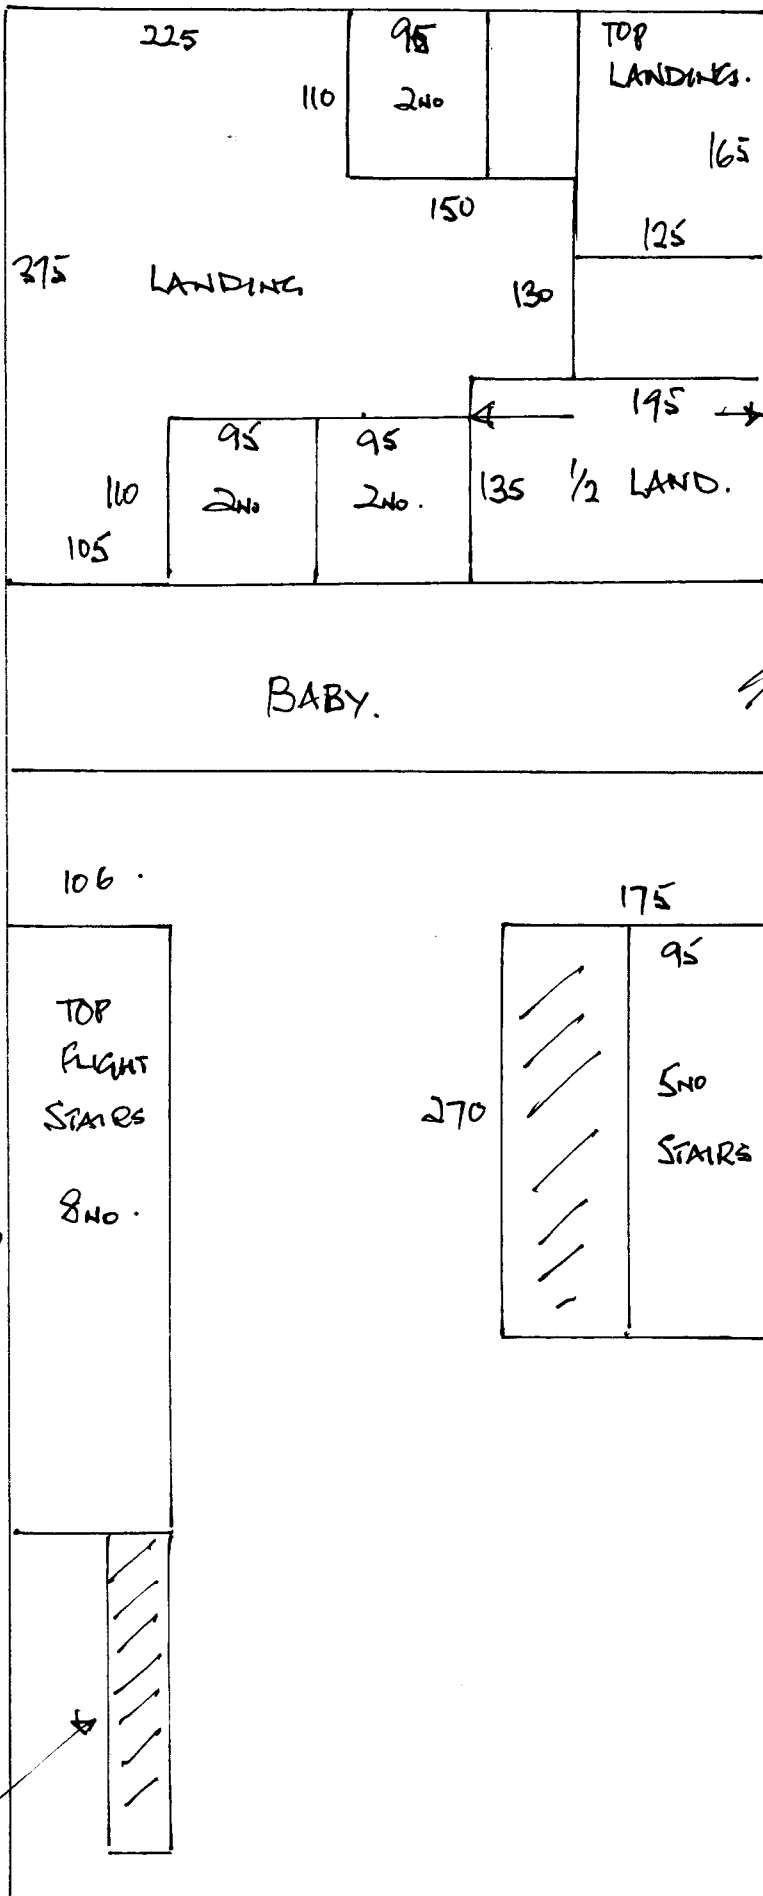 225
95
TOP
LANDINGS.
110
2NO
165
150
125
375
LANDING
130
195
95
95
110
2NO
2NO.
135
1/2 LAND.
105
BABY.
106
175
TOP
FLIGHT
STAIRS
8NO.
95
270
5NO
STAIRS